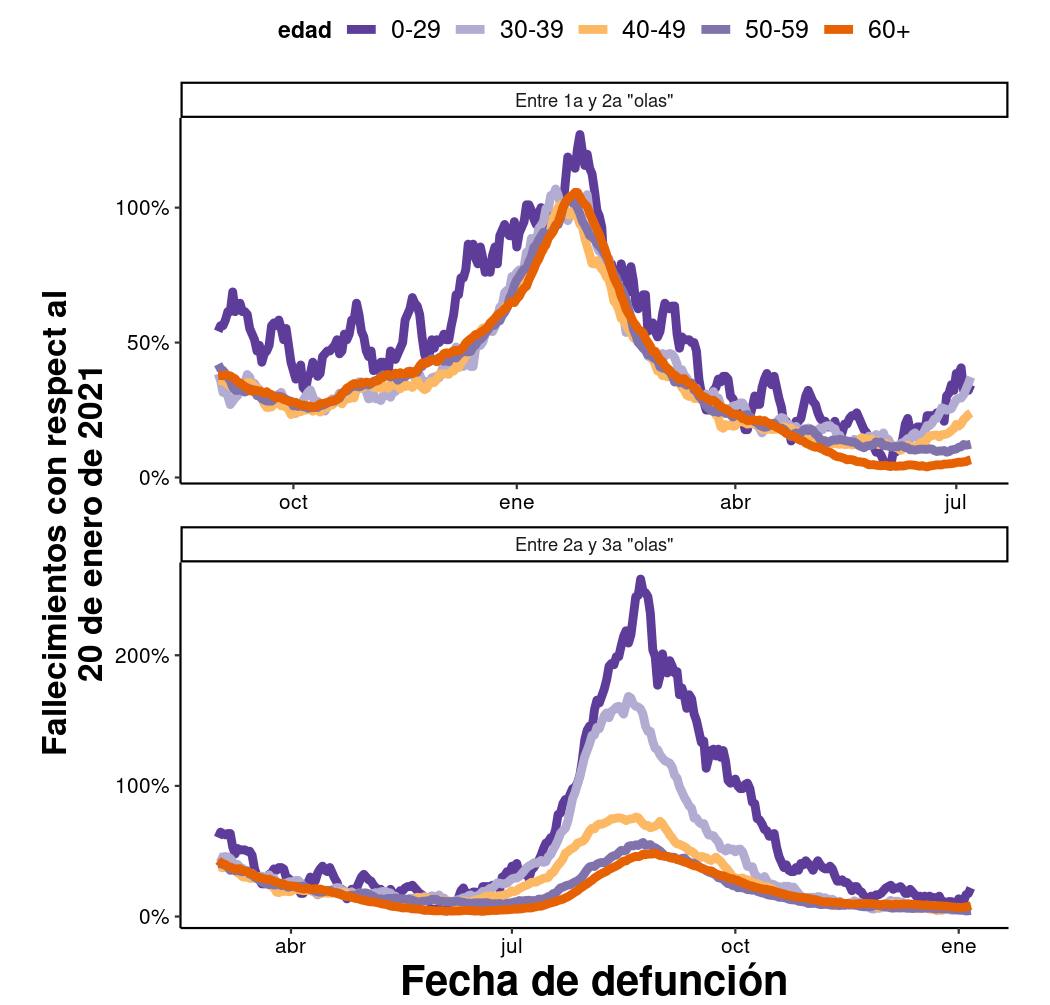 edad 0-29 30-39 40-49 50-59 60+
Entre 1a y 2a "olas"
100%
50%
0%
oct ene abr jul
Fallecimientos con respect al
20 de enero de 2021
Entre 2a y 3a "olas"
200%
100%
0%
abr jul oct ene
Fecha de defunción